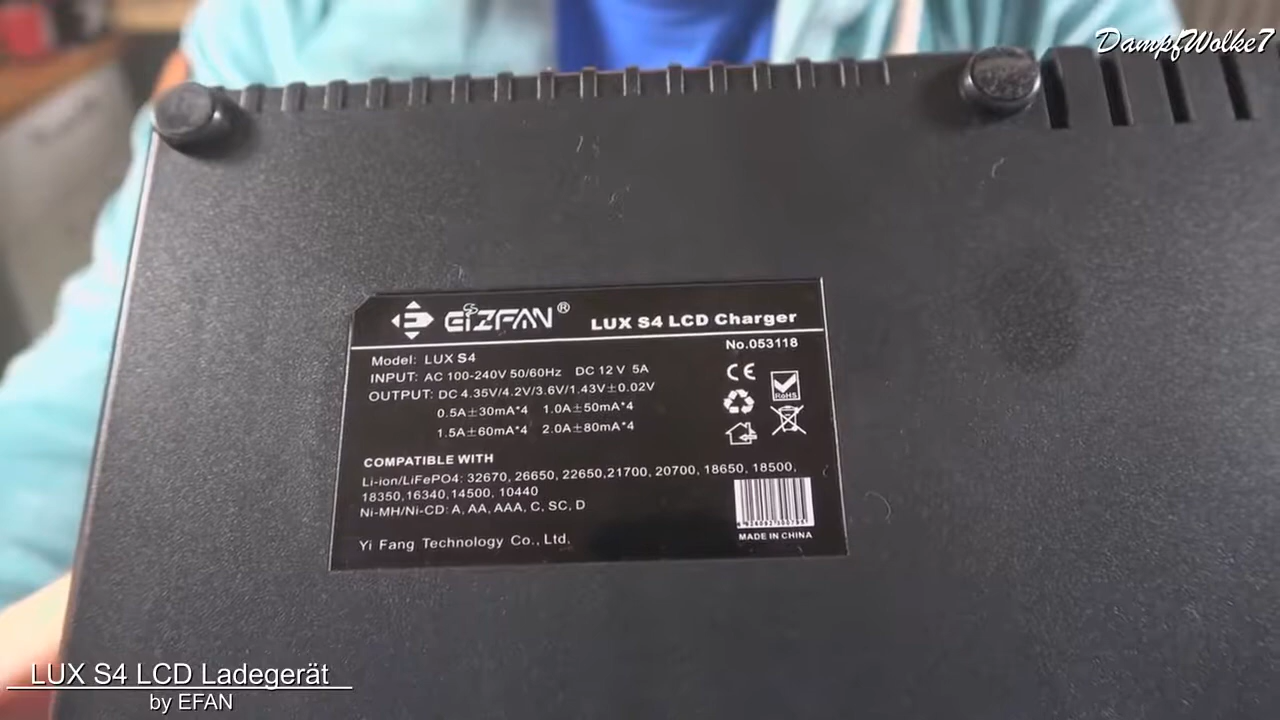 DampfWolke7
EIZFAN®
LUX S4 LCD Charger
No.053118
Model: LUX S4
INPUT: AC 100-240V 50/60Hz DC 12 V 5A
OUTPUT: DC 4.35V/4.2V/3.6V/1.43V±0.02V
0.5A±30mA*4 1.0A±50mA*4
1.5A±60mA*4 2.0A±80mA*4
CE
RoHS
COMPATIBLE WITH
Li-ion/LiFePO4: 32670, 26650, 22650,21700, 20700, 18650, 18500,
18350,16340,14500, 10440
Ni-MH/Ni-CD: A, AA, AAA, C, SC, D
Yi Fang Technology Co., Ltd.
MADE IN CHINA
LUX S4 LCD Ladegerät
by EFAN